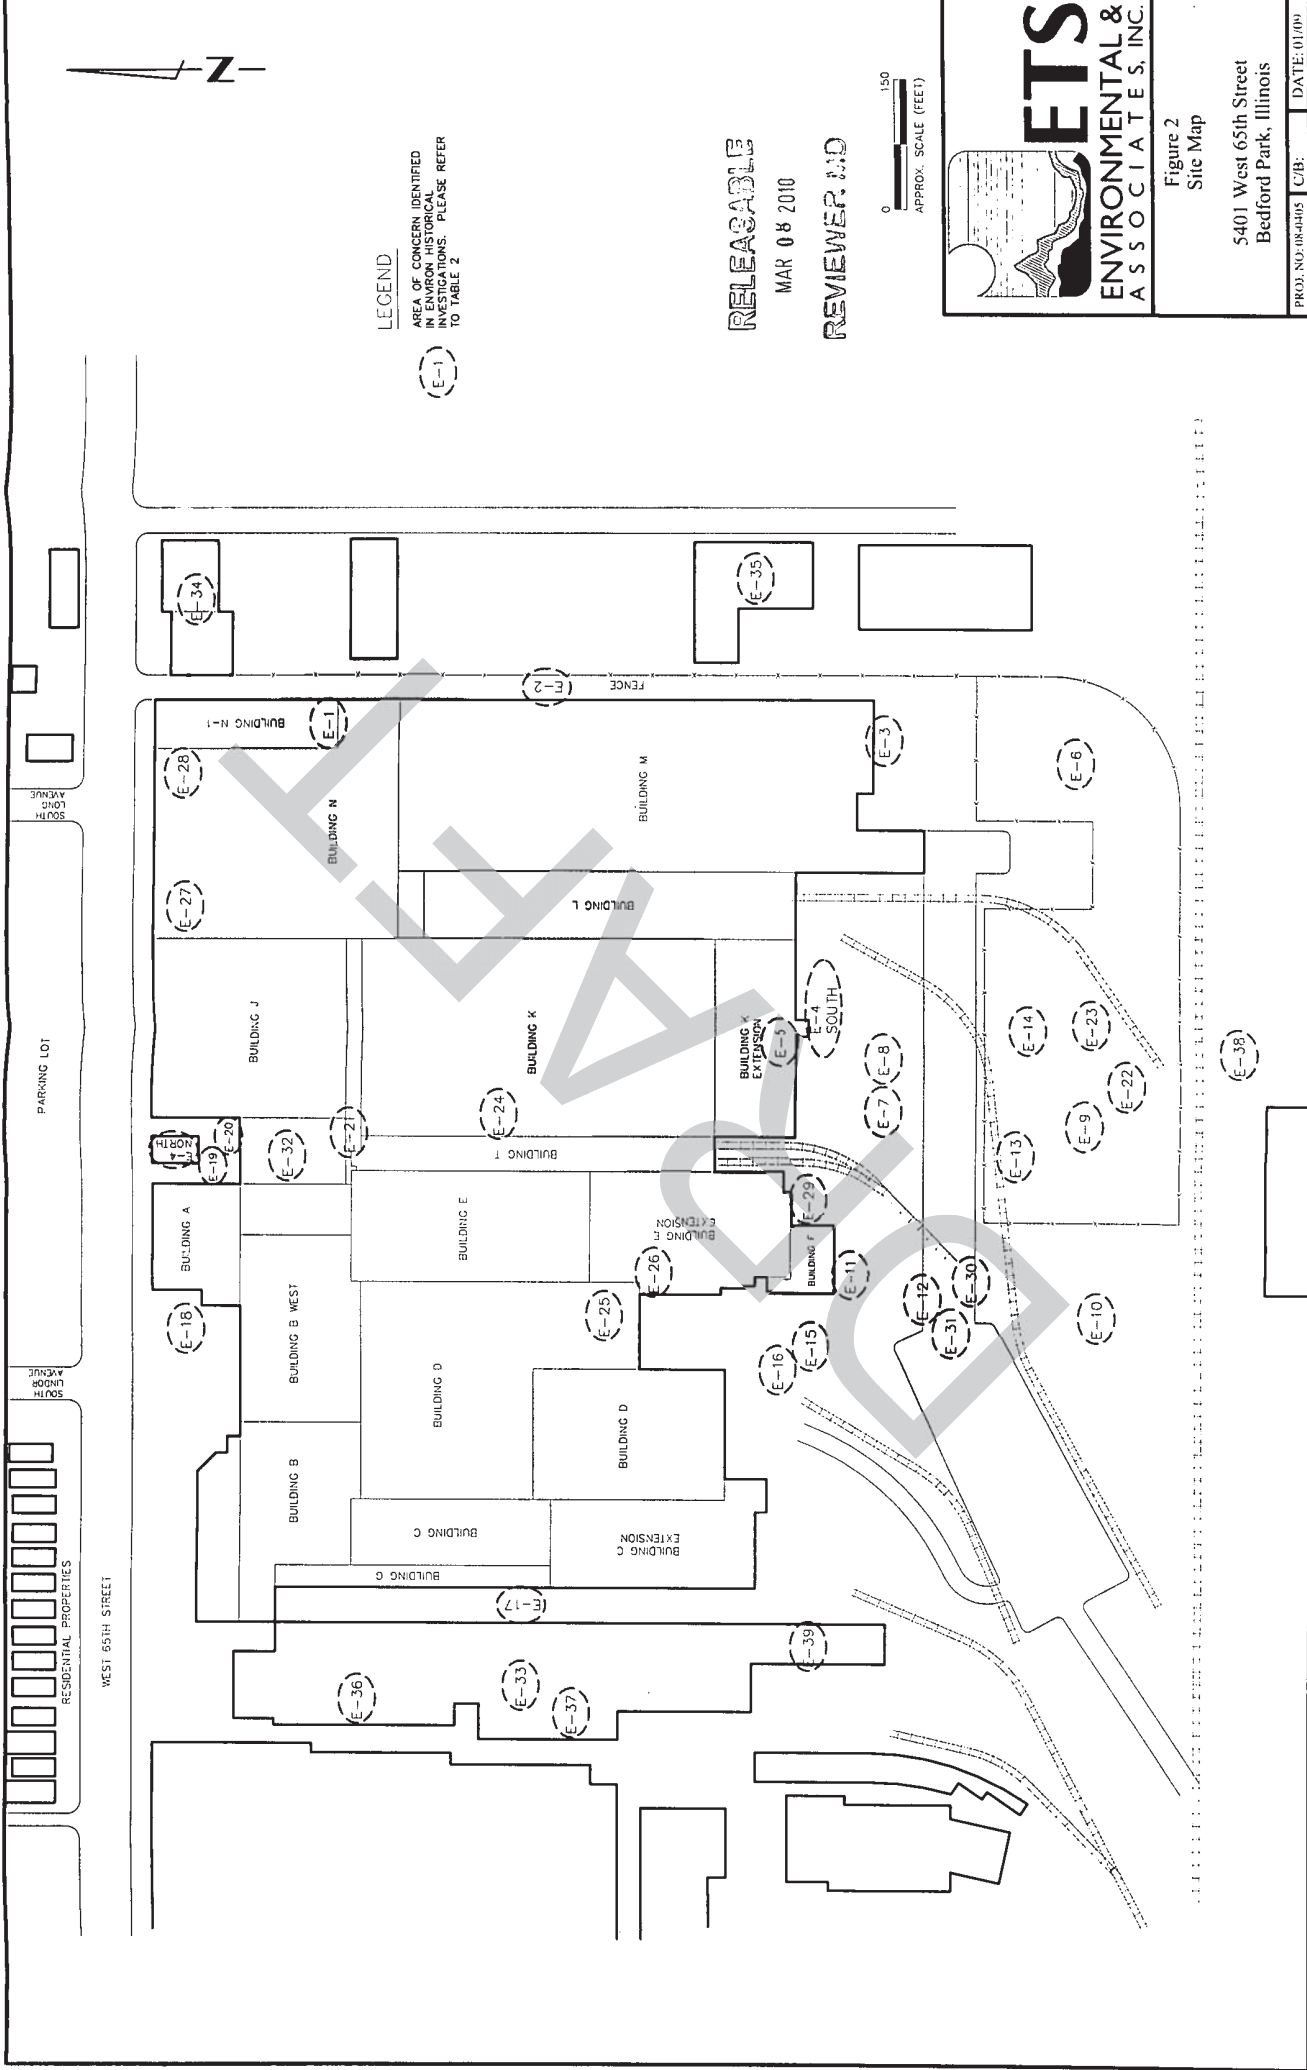 PARKING LOT
RESIDENTIAL PROPERTIES
SOUTH
LINDOR
AVENUE
SOUTH
LONG
AVENUE
WEST 65TH STREET
BUILDING A
BUILDING B
BUILDING B WEST
BUILDING C
BUILDING C
EXTENSION
BUILDING G
BUILDING D
BUILDING D
BUILDING E
BUILDING E
EXTENSION
BUILDING F
BUILDING T
BUILDING J
BUILDING K
BUILDING K
EXTENSION
BUILDING L
BUILDING M
BUILDING N
BUILDING N-1
FENCE
E-36
E-33
E-37
E-39
E-17
E-18
E-4
NORTH
E-19
E-20
E-32
E-21
E-24
E-25
E-26
E-27
E-28
E-1
E-34
E-2
E-35
E-3
E-6
E-5
E-4
SOUTH
E-8
E-7
E-29
E-11
E-15
E-16
E-12
E-30
E-31
E-10
E-13
E-9
E-22
E-23
E-14
E-38
DRAFT
N
LEGEND
E-1
AREA OF CONCERN IDENTIFIED
IN ENVIRON HISTORICAL
INVESTIGATIONS. PLEASE REFER
TO TABLE 2
RELEASABLE
MAR 08 2010
REVIEWER MD
0 150
APPROX. SCALE (FEET)
ETS
ENVIRONMENTAL &
ASSOCIATES, INC.
Figure 2
Site Map
5401 West 65th Street
Bedford Park, Illinois
PROJ. NO: 08-0405 C/B: DATE: 01/09